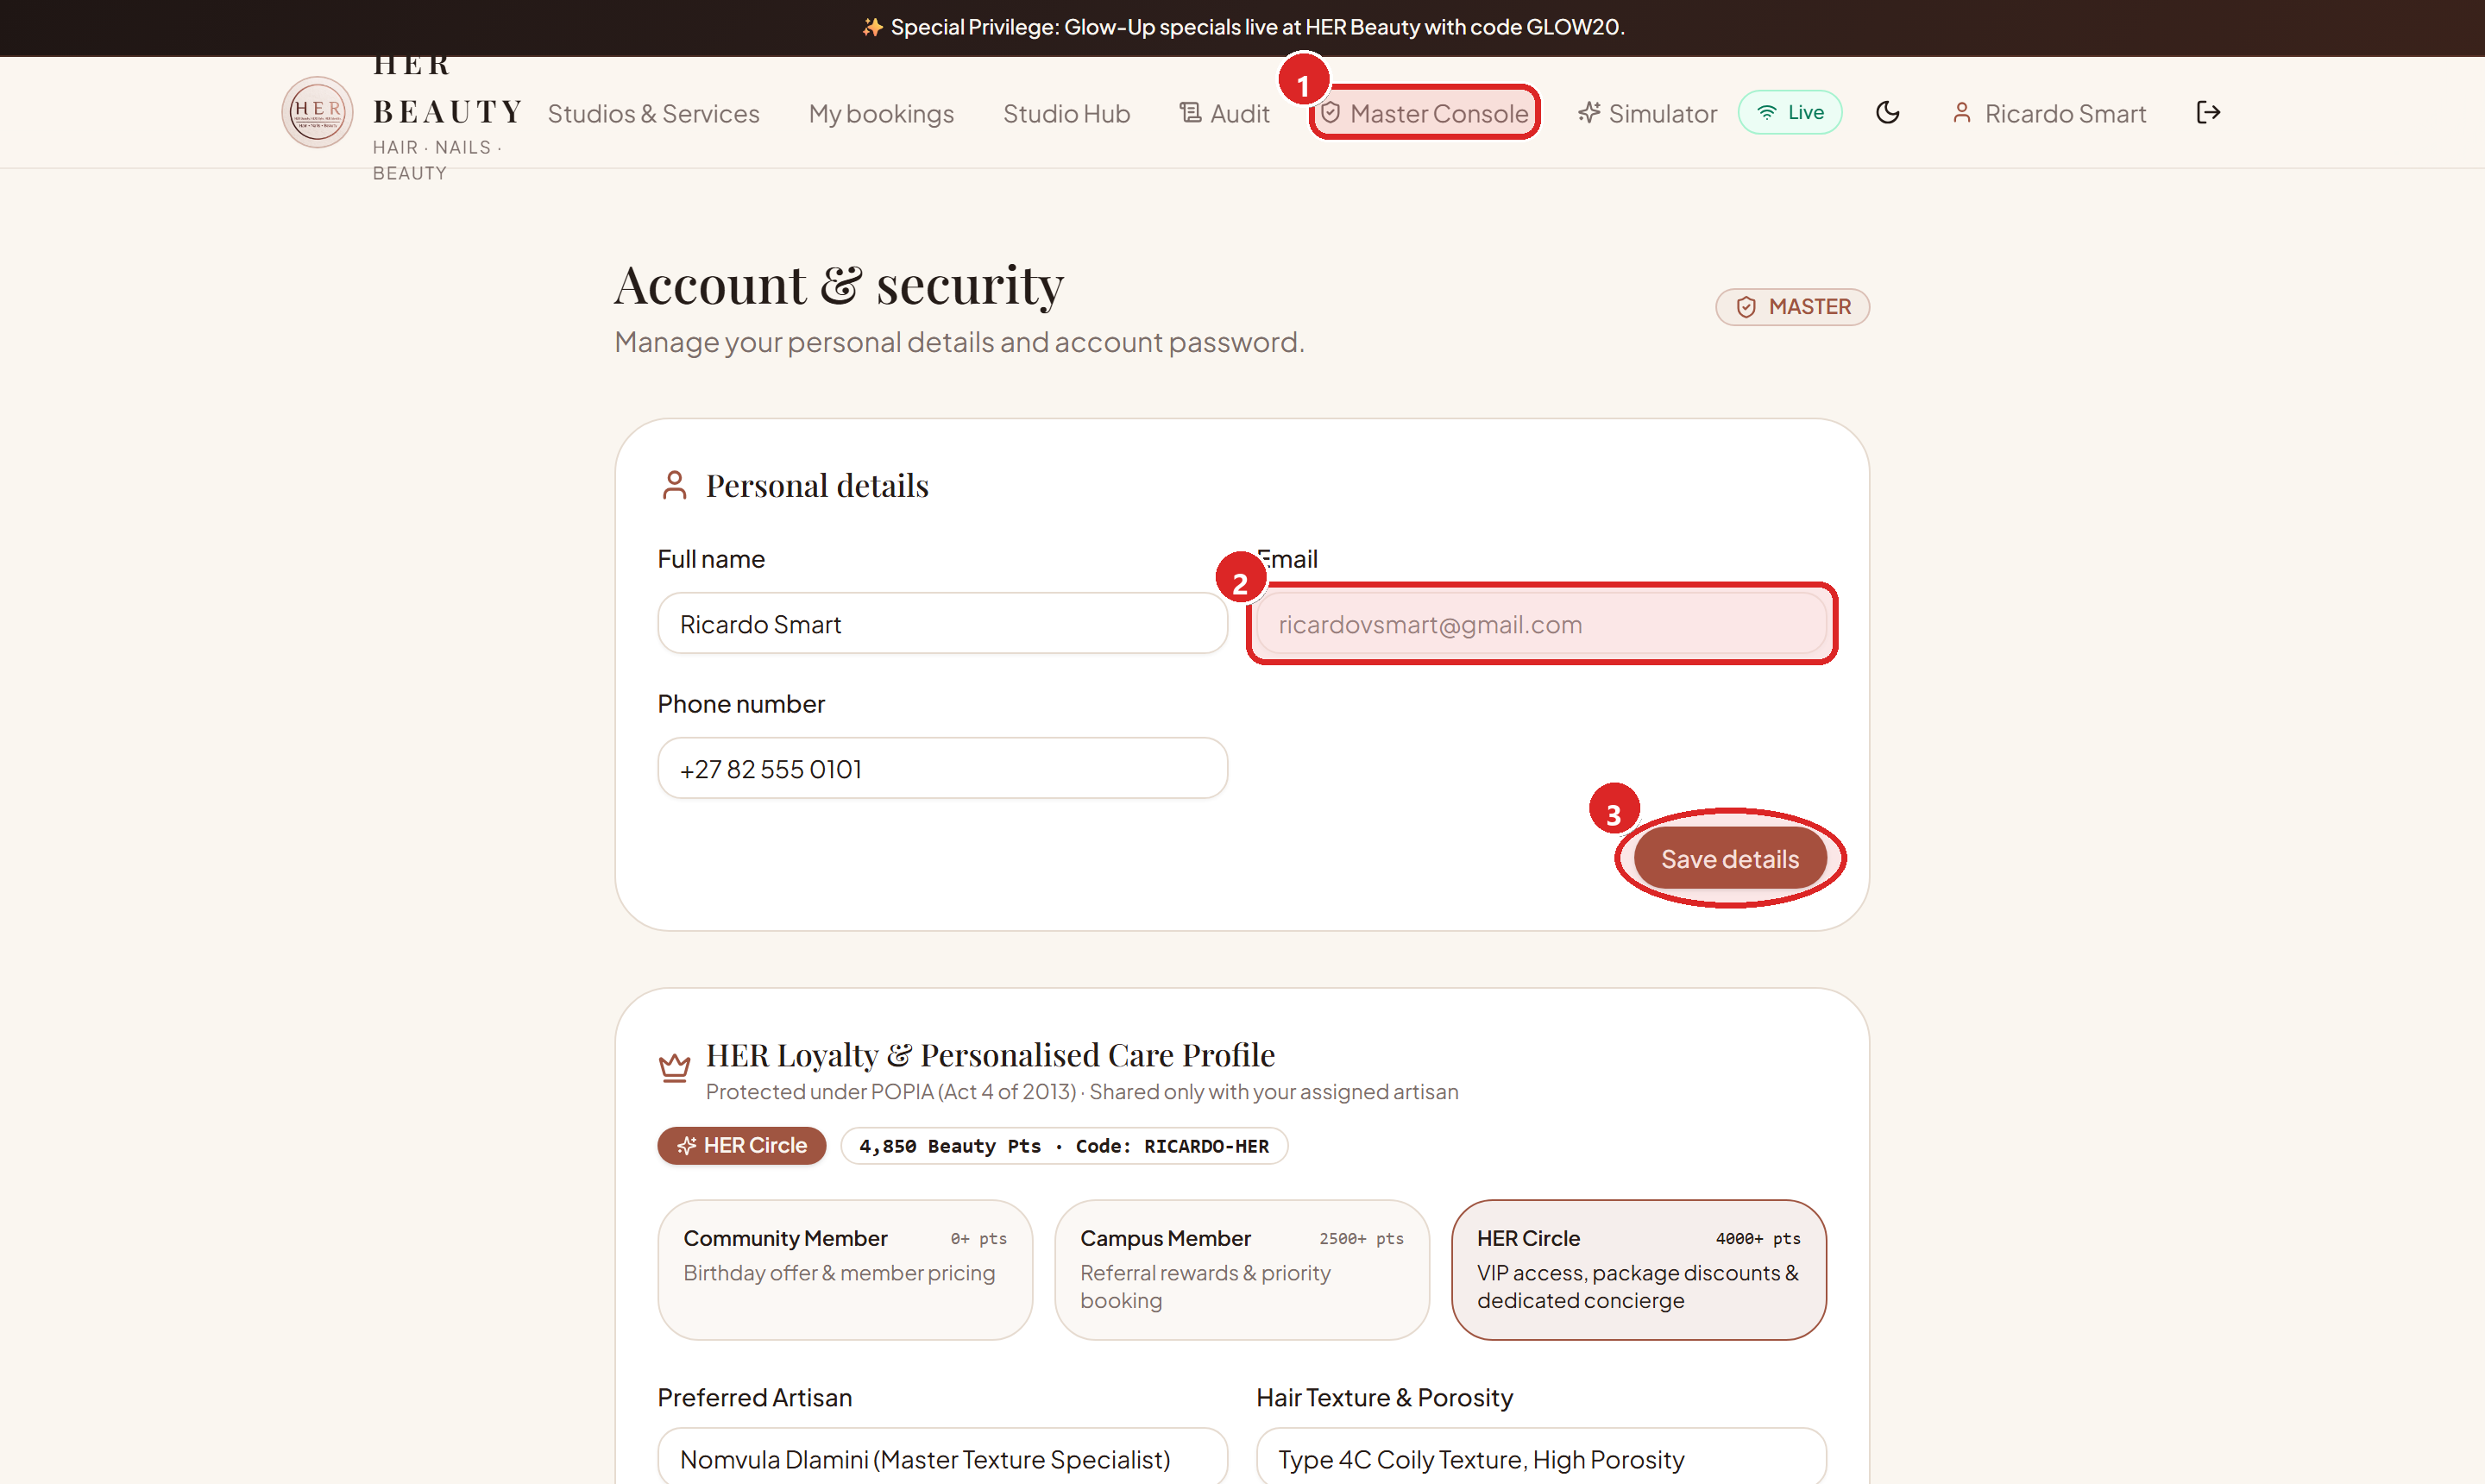 ✨ Special Privilege: Glow-Up specials live at HER Beauty with code GLOW20.
HER
BEAUTY
HAIR · NAILS ·
BEAUTY
HER
Studios & Services
My bookings
Studio Hub
Audit
1
Master Console
Simulator
Live
Ricardo Smart
Account & security
Manage your personal details and account password.
MASTER
Personal details
Full name
Email
2
Ricardo Smart
ricardovsmart@gmail.com
Phone number
+27 82 555 0101
3
Save details
HER Loyalty & Personalised Care Profile
Protected under POPIA (Act 4 of 2013) · Shared only with your assigned artisan
HER Circle
4,850 Beauty Pts · Code: RICARDO-HER
Community Member 0+ pts
Birthday offer & member pricing
Campus Member 2500+ pts
Referral rewards & priority
booking
HER Circle 4000+ pts
VIP access, package discounts &
dedicated concierge
Preferred Artisan
Hair Texture & Porosity
Nomvula Dlamini (Master Texture Specialist)
Type 4C Coily Texture, High Porosity